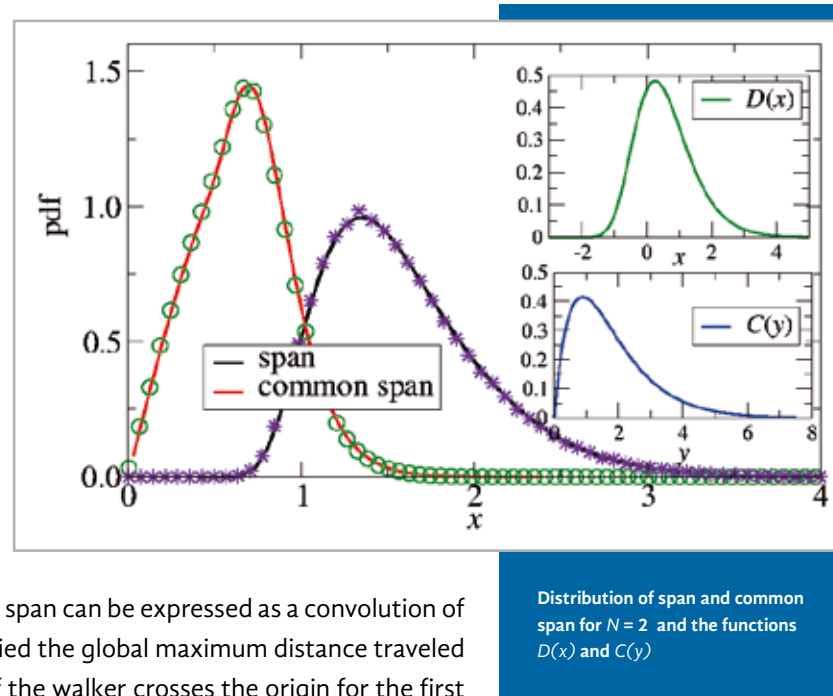 1.5
1.0
0.5
0.0
pdf
0
1
2
3
4
x
span
common span
0.5
0.4
0.3
0.2
0.1
0
D(x)
-2
0
2
4
x
0.5
0.4
0.3
0.2
0.1
0
C(y)
0
2
4
6
8
y
span can be expressed as a convolution of
ied the global maximum distance traveled
f the walker crosses the origin for the first
Distribution of span and common
span for N = 2 and the functions
D(x) and C(y)